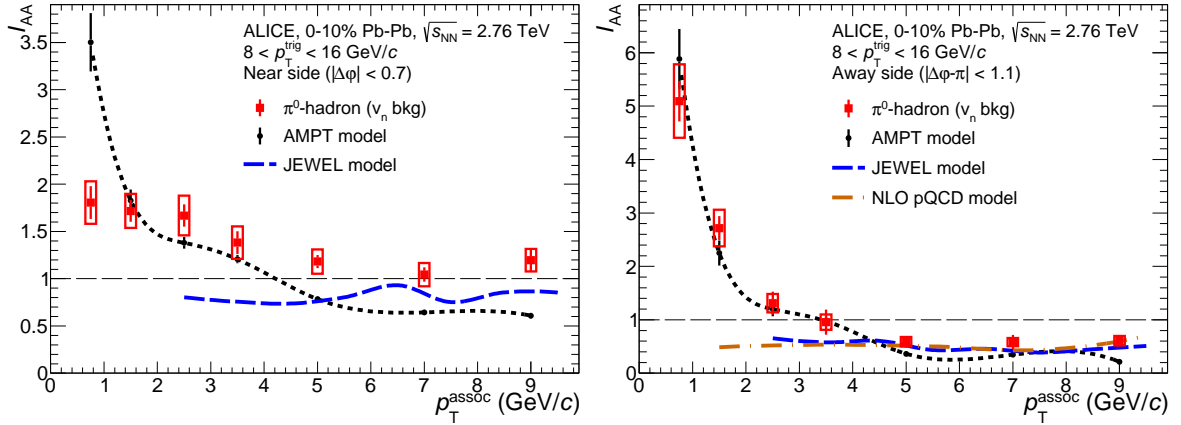 I_AA
ALICE, 0-10% Pb-Pb, √s_NN = 2.76 TeV
8 < p_T^trig < 16 GeV/c
Near side (|Δφ| < 0.7)
π⁰-hadron (v_n bkg)
AMPT model
JEWEL model
3.5
3
2.5
2
1.5
1
0.5
0
0 1 2 3 4 5 6 7 8 9
p_T^assoc (GeV/c)
I_AA
ALICE, 0-10% Pb-Pb, √s_NN = 2.76 TeV
8 < p_T^trig < 16 GeV/c
Away side (|Δφ-π| < 1.1)
π⁰-hadron (v_n bkg)
AMPT model
JEWEL model
NLO pQCD model
6
5
4
3
2
1
0
0 1 2 3 4 5 6 7 8 9
p_T^assoc (GeV/c)